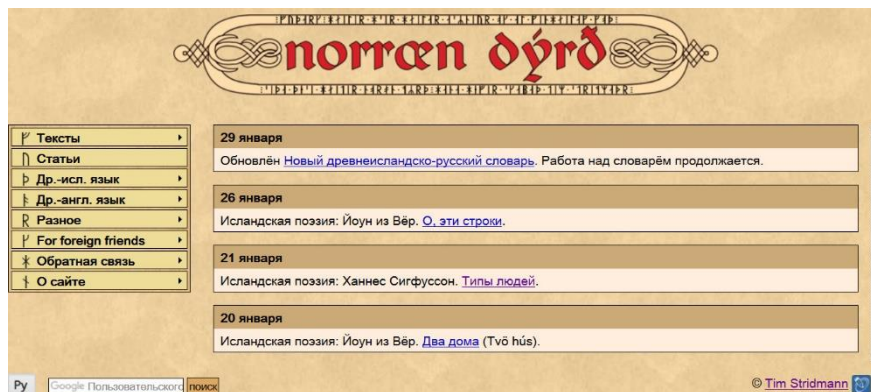 norrœn dýrð
Тексты
Статьи
Др.-исл. язык
Др.-англ. язык
Разное
For foreign friends
Обратная связь
О сайте
29 января
Обновлён Новый древнеисландско-русский словарь. Работа над словарём продолжается.
26 января
Исландская поэзия: Йоун из Вёр. О, эти строки.
21 января
Исландская поэзия: Ханнес Сигфуссон. Типы людей.
20 января
Исландская поэзия: Йоун из Вёр. Два дома (Tvö hús).
Ру
Google Пользовательского поиск
© Tim Stridmann